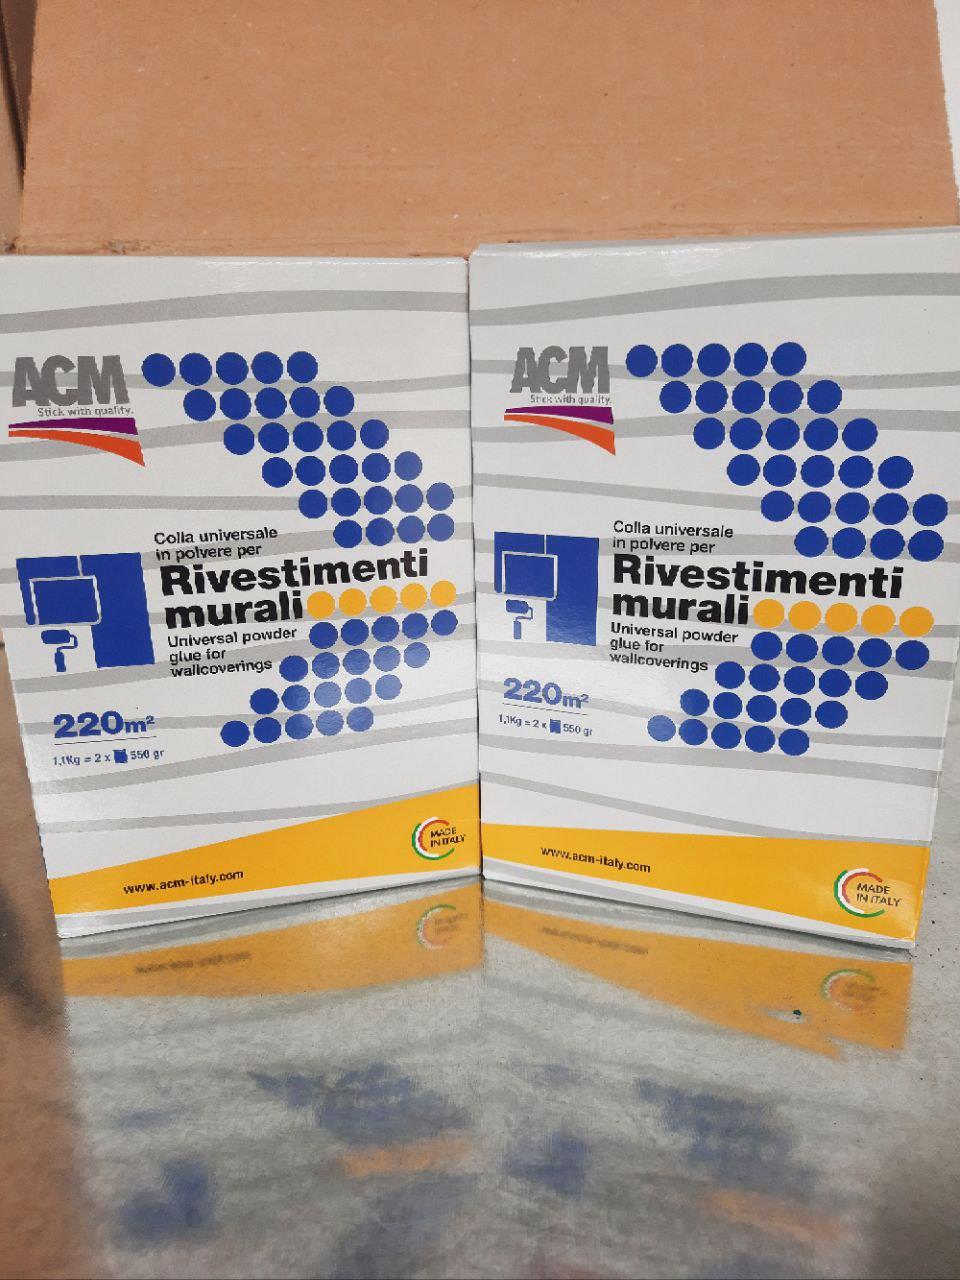 ACM
Stick with quality.
Colla universale
in polvere per
Rivestimenti
murali
Universal powder
glue for
wallcoverings
220m²
1,1Kg = 2 x 550 gr
www.acm-italy.com
MADE
IN ITALY
ACM
Stick with quality.
Colla universale
in polvere per
Rivestimenti
murali
Universal powder
glue for
wallcoverings
220m²
1,1Kg = 2 x 550 gr
www.acm-italy.com
MADE
IN ITALY